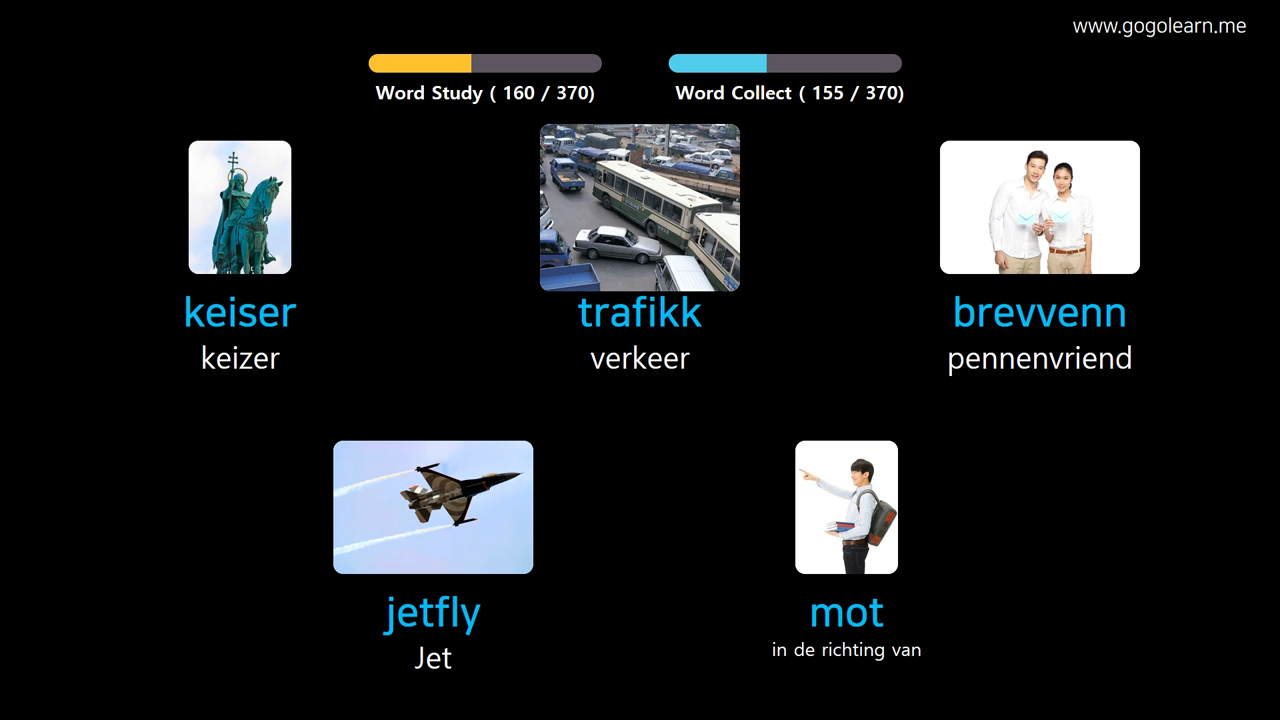 www.gogolearn.me
Word Study ( 160 / 370)
Word Collect ( 155 / 370)
keiser
keizer
trafikk
verkeer
brevvenn
pennenvriend
jetfly
Jet
mot
in de richting van